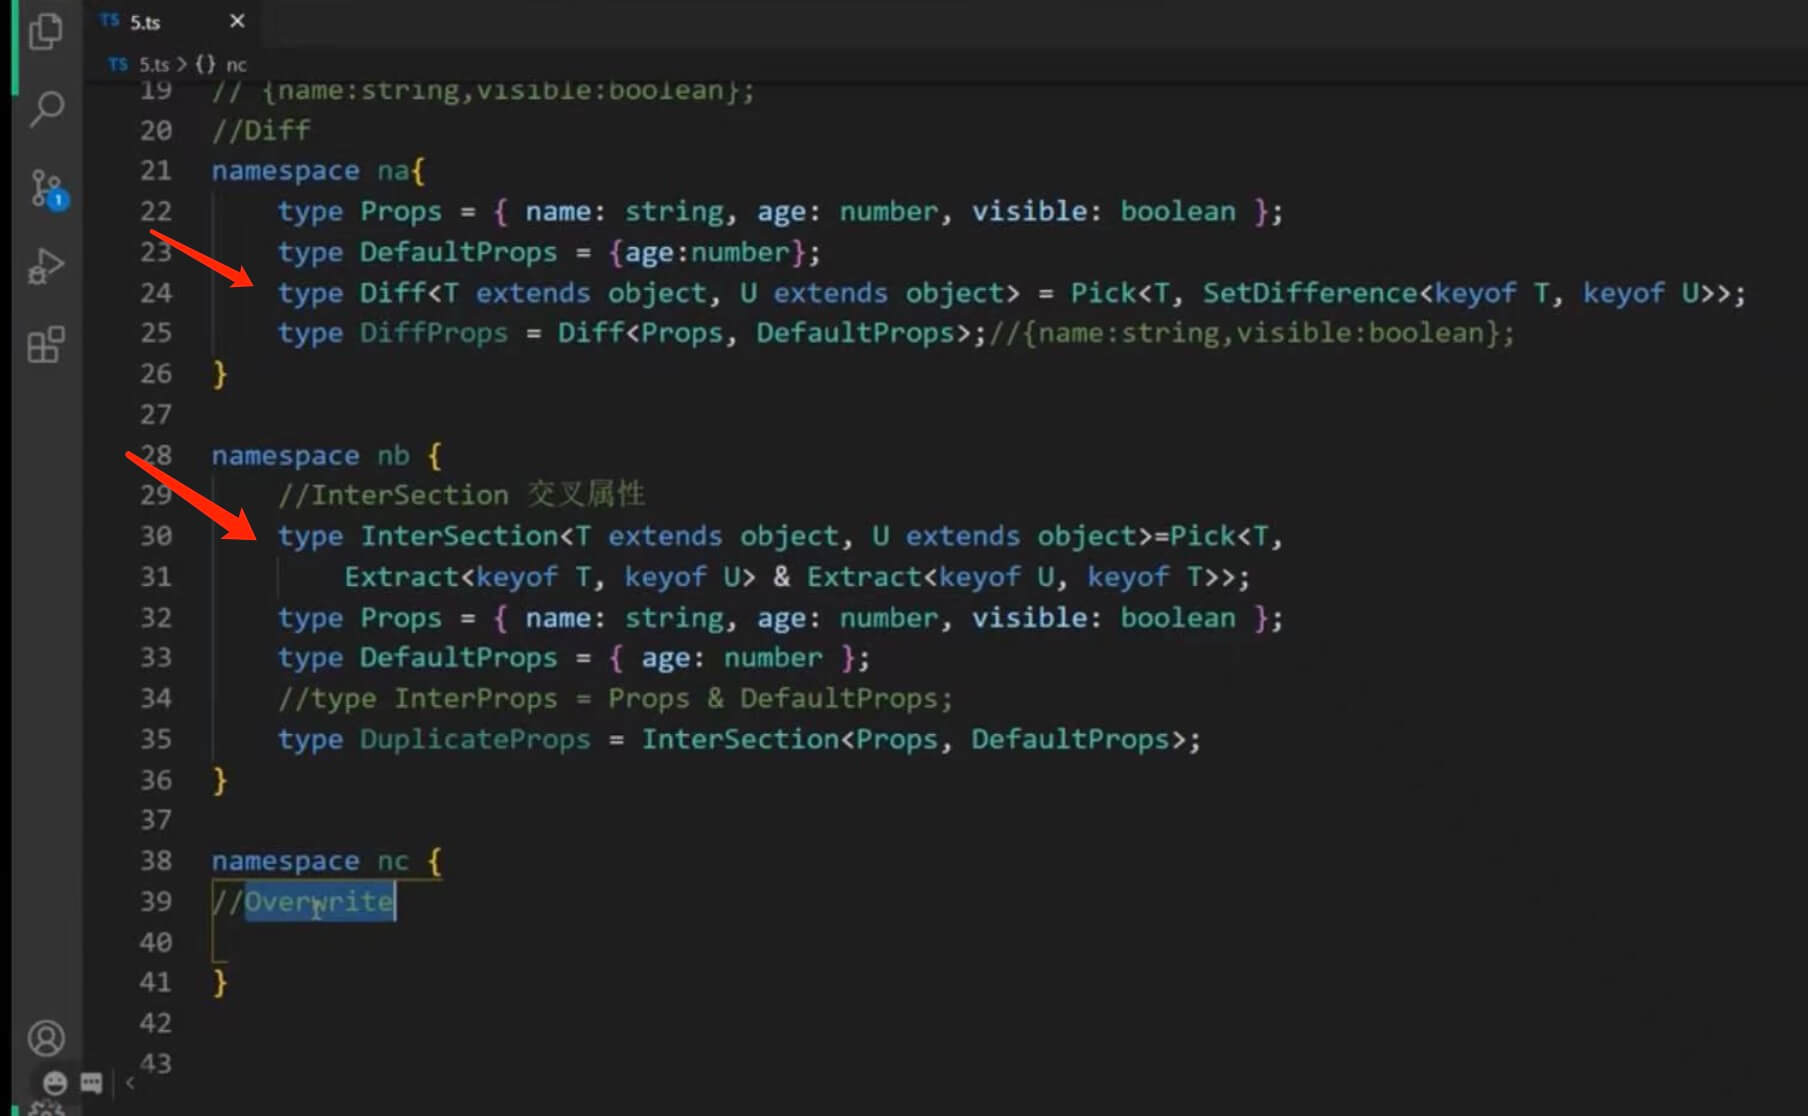 TS 5.ts ×
TS 5.ts > {} nc
19 // {name:string,visible:boolean};
20 //Diff
21 namespace na{
22 type Props = { name: string, age: number, visible: boolean };
23 type DefaultProps = {age:number};
24 type Diff<T extends object, U extends object> = Pick<T, SetDifference<keyof T, keyof U>>;
25 type DiffProps = Diff<Props, DefaultProps>;//{name:string,visible:boolean};
26 }
27
28 namespace nb {
29 //InterSection 交叉属性
30 type InterSection<T extends object, U extends object>=Pick<T,
31 Extract<keyof T, keyof U> & Extract<keyof U, keyof T>>;
32 type Props = { name: string, age: number, visible: boolean };
33 type DefaultProps = { age: number };
34 //type InterProps = Props & DefaultProps;
35 type DuplicateProps = InterSection<Props, DefaultProps>;
36 }
37
38 namespace nc {
39 //Overwrite
40
41 }
42
43
1